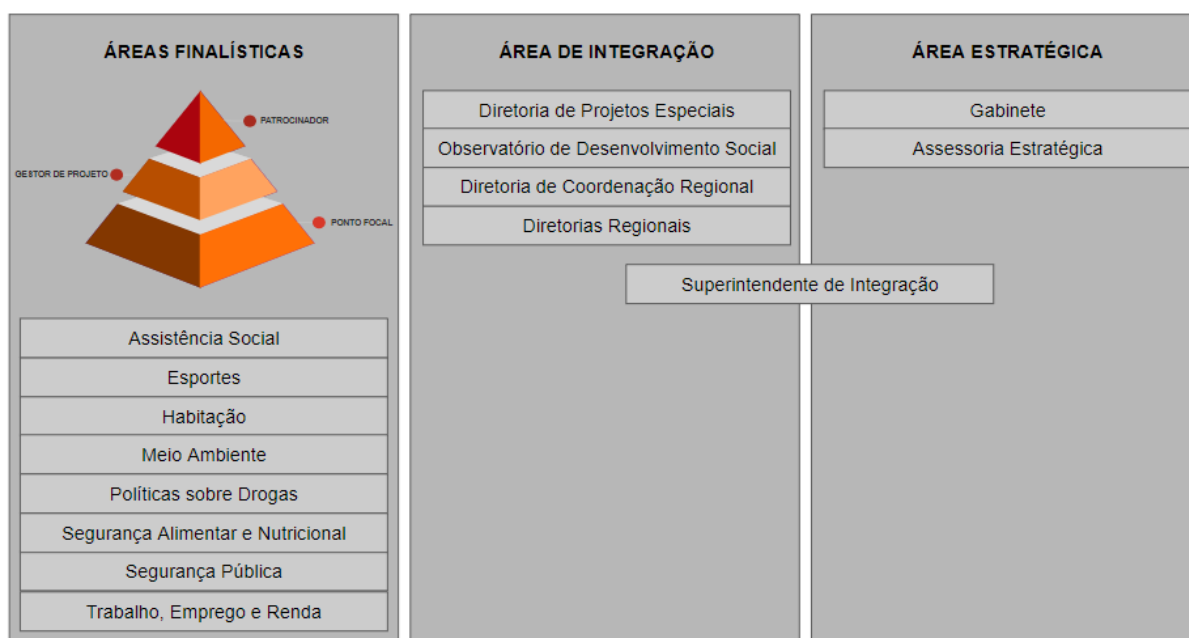 ÁREAS FINALÍSTICAS
PATROCINADOR
GESTOR DE PROJETO
PONTO FOCAL
Assistência Social
Esportes
Habitação
Meio Ambiente
Políticas sobre Drogas
Segurança Alimentar e Nutricional
Segurança Pública
Trabalho, Emprego e Renda
ÁREA DE INTEGRAÇÃO
Diretoria de Projetos Especiais
Observatório de Desenvolvimento Social
Diretoria de Coordenação Regional
Diretorias Regionais
Superintendente de Integração
ÁREA ESTRATÉGICA
Gabinete
Assessoria Estratégica